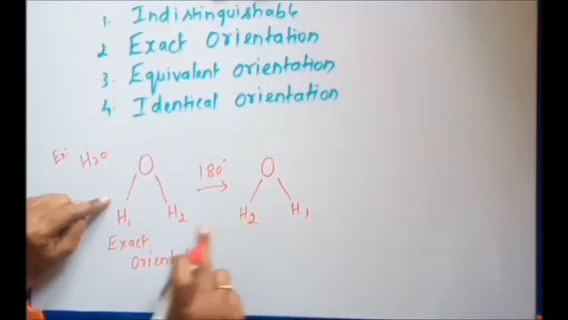 1. Indistinguishable
2 Exact Orientation
3. Equivalent orientation
4. Identical orientation
Ex: H2O
O 180° O
H1 H2 → H2 H1
Exact